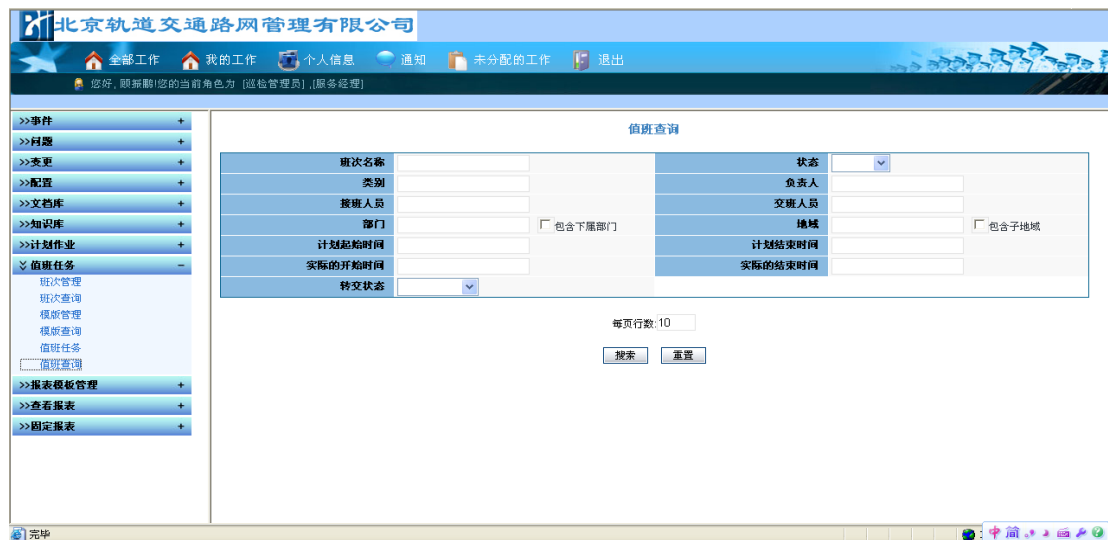 北京轨道交通路网管理有限公司
全部工作 我的工作 个人信息 通知 未分配的工作 退出
您好,顾振鹏!您的当前角色为 [巡检管理员],[服务经理]
>>事件 +
>>问题 +
>>变更 +
>>配置 +
>>文档库 +
>>知识库 +
>>计划作业 +
值班任务 −
班次管理
班次查询
模版管理
模版查询
值班任务
值班查询
>>报表模板管理 +
>>查看报表 +
>>固定报表 +
值班查询
班次名称 状态
类别 负责人
接班人员 交班人员
部门 包含下属部门 地域 包含子地域
计划起始时间 计划结束时间
实际的开始时间 实际的结束时间
转交状态
每页行数:10
搜索 重置
完毕
中 简